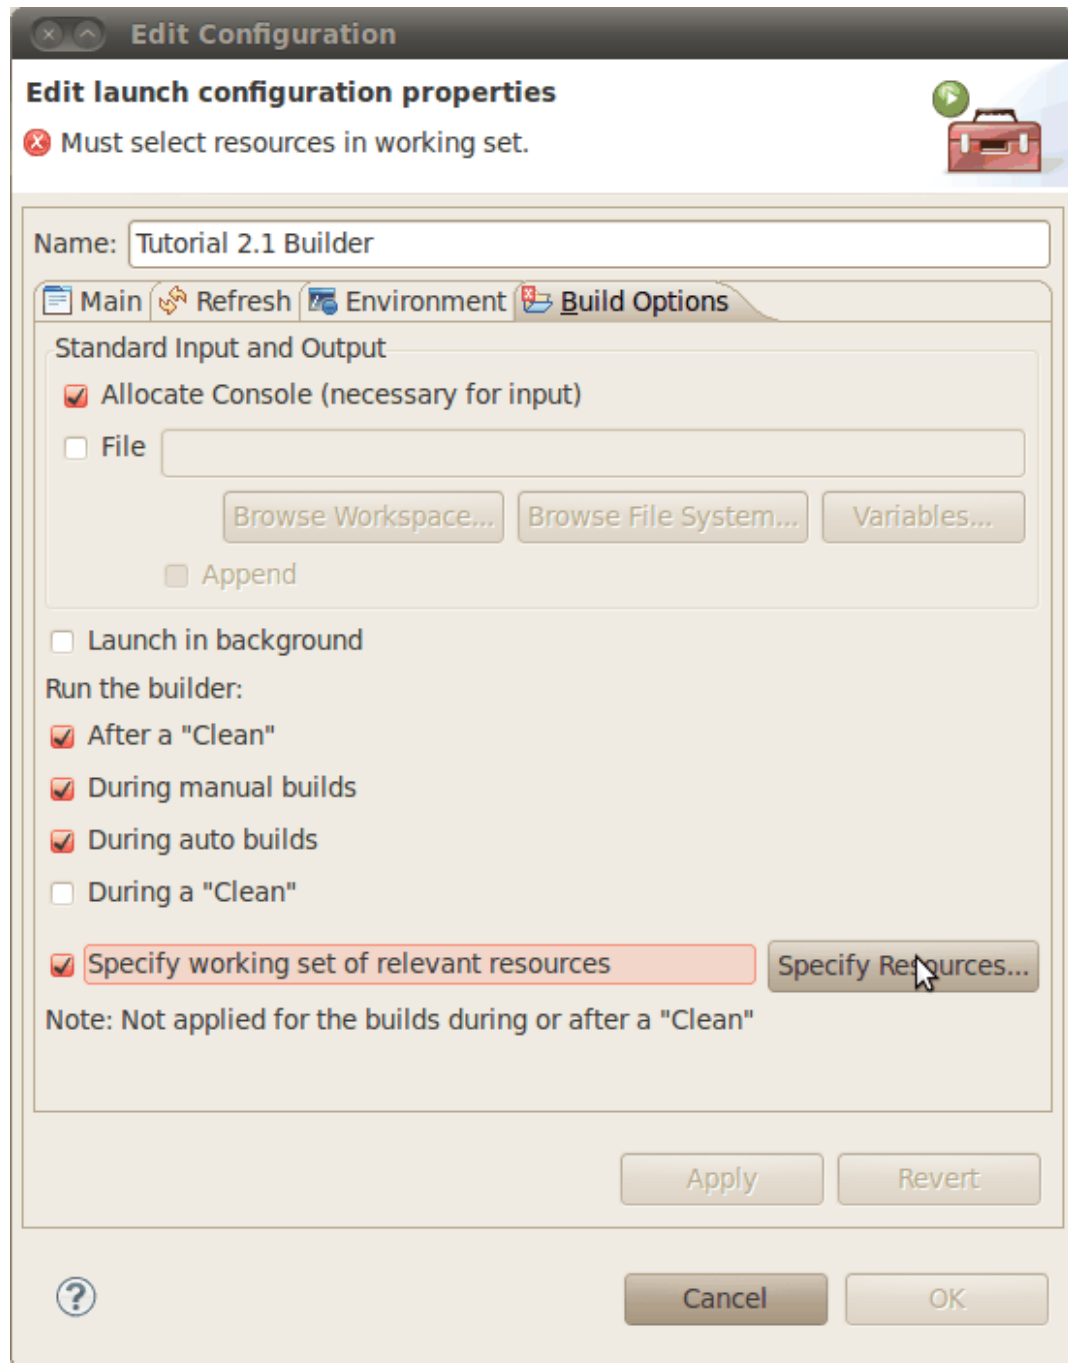 Edit Configuration
Edit launch configuration properties
Must select resources in working set.
Name: Tutorial 2.1 Builder
Main Refresh Environment Build Options
Standard Input and Output
Allocate Console (necessary for input)
File
Browse Workspace... Browse File System... Variables...
Append
Launch in background
Run the builder:
After a "Clean"
During manual builds
During auto builds
During a "Clean"
Specify working set of relevant resources Specify Resources...
Note: Not applied for the builds during or after a "Clean"
Apply Revert
? Cancel OK